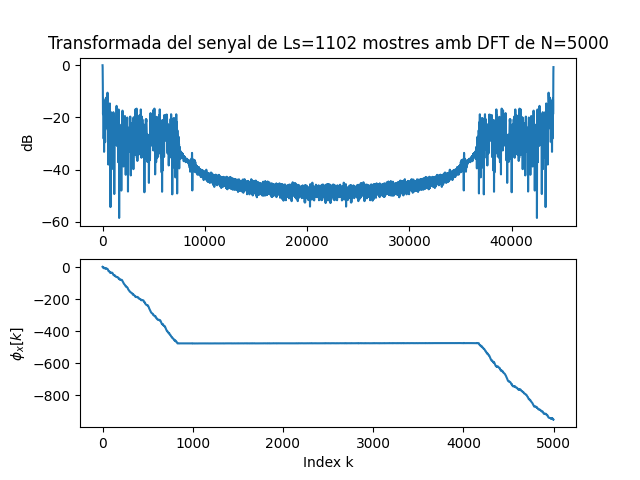 Transformada del senyal de Ls=1102 mostres amb DFT de N=5000
0
−20
−40
−60
dB
0 10000 20000 30000 40000
0
−200
−400
−600
−800
ϕx[k]
0 1000 2000 3000 4000 5000
Index k